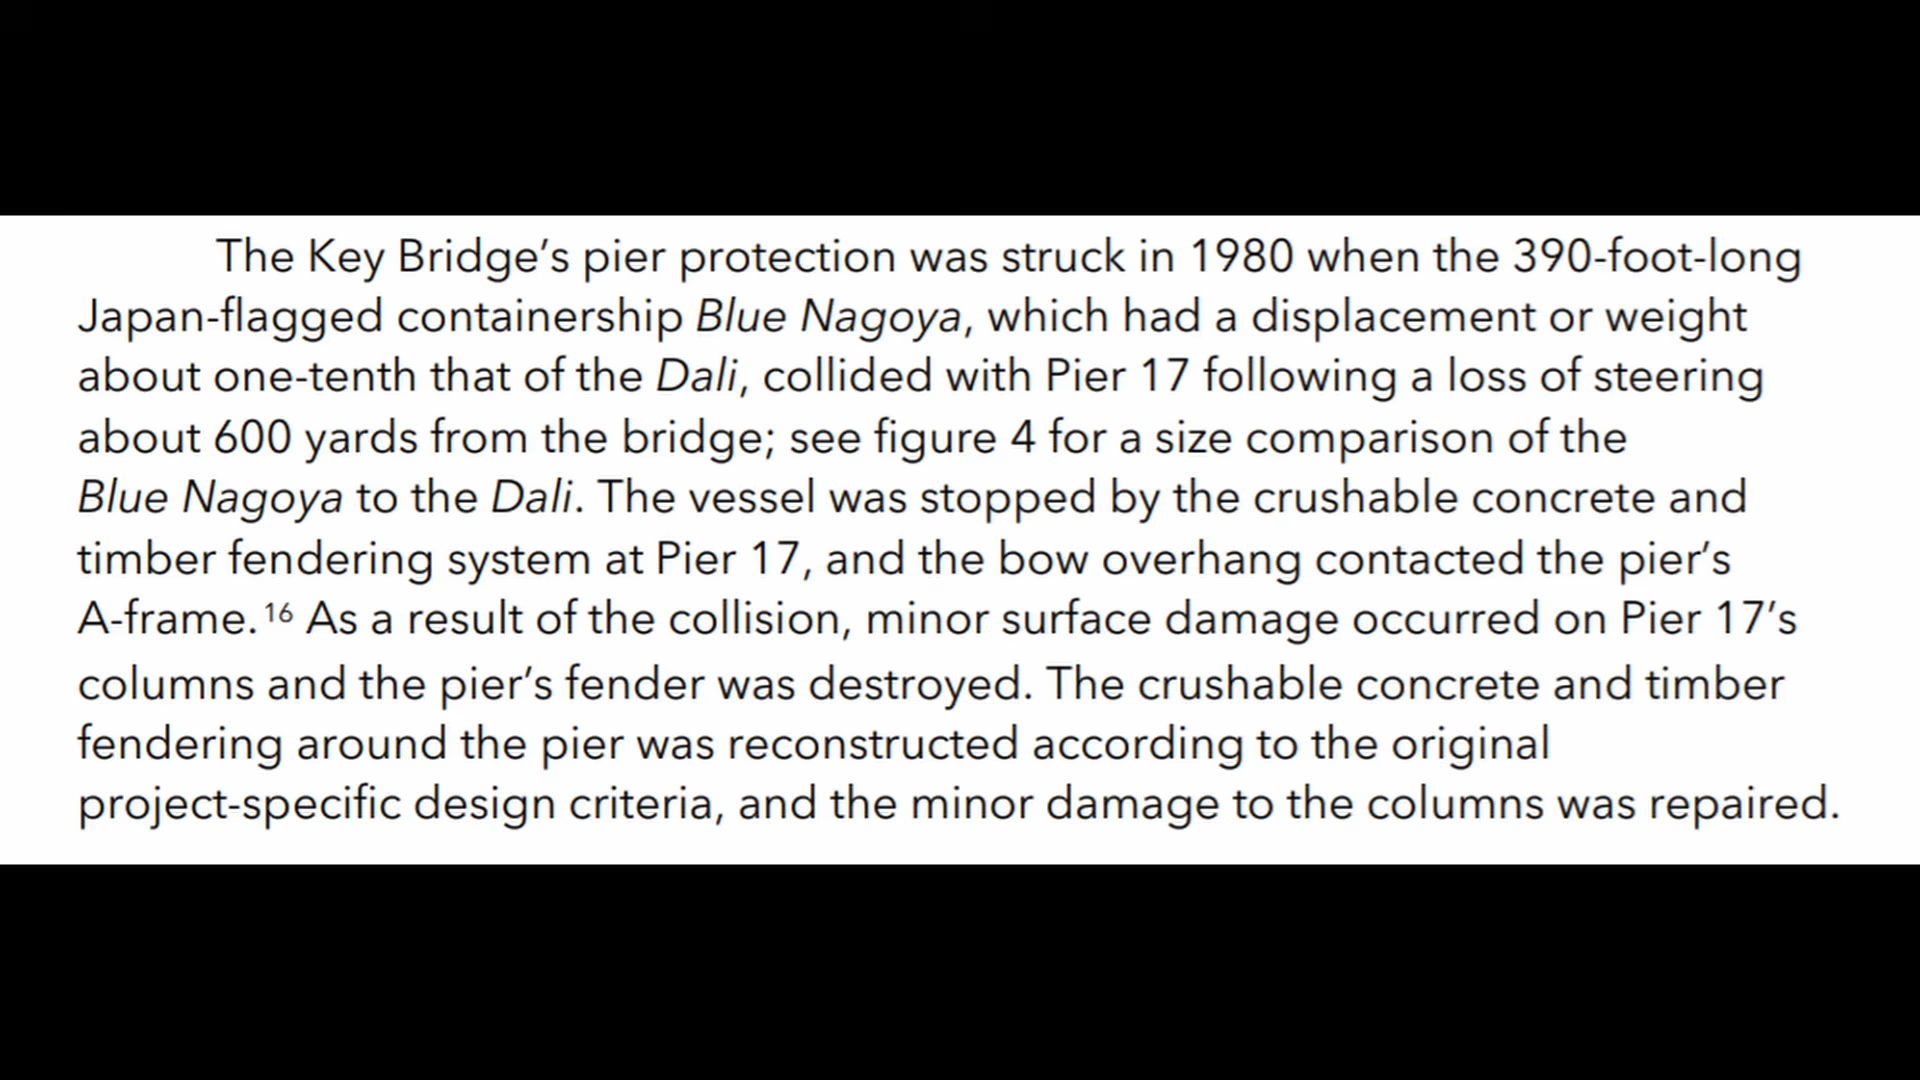 The Key Bridge’s pier protection was struck in 1980 when the 390-foot-long
Japan-flagged containership Blue Nagoya, which had a displacement or weight
about one-tenth that of the Dali, collided with Pier 17 following a loss of steering
about 600 yards from the bridge; see figure 4 for a size comparison of the
Blue Nagoya to the Dali. The vessel was stopped by the crushable concrete and
timber fendering system at Pier 17, and the bow overhang contacted the pier’s
A-frame.16 As a result of the collision, minor surface damage occurred on Pier 17’s
columns and the pier’s fender was destroyed. The crushable concrete and timber
fendering around the pier was reconstructed according to the original
project-specific design criteria, and the minor damage to the columns was repaired.